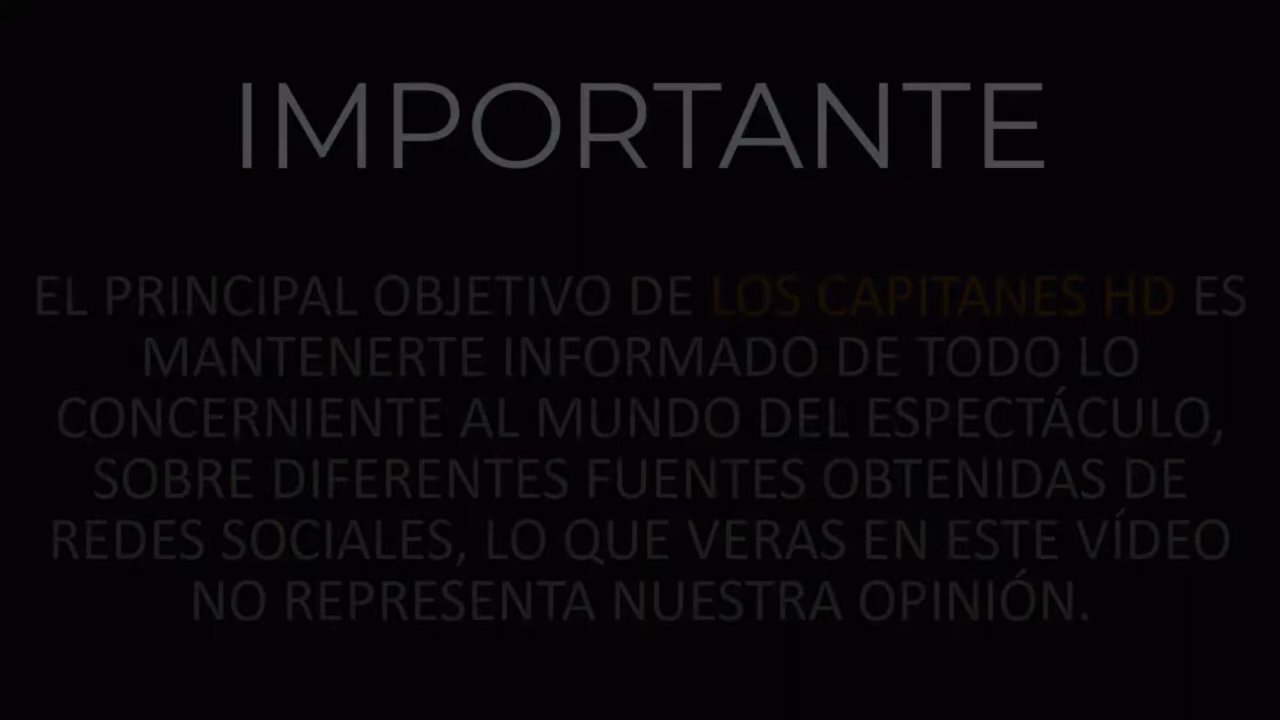 IMPORTANTE
EL PRINCIPAL OBJETIVO DE LOS CAPITANES HD ES
MANTENERTE INFORMADO DE TODO LO
CONCERNIENTE AL MUNDO DEL ESPECTÁCULO,
SOBRE DIFERENTES FUENTES OBTENIDAS DE
REDES SOCIALES, LO QUE VERAS EN ESTE VÍDEO
NO REPRESENTA NUESTRA OPINIÓN.